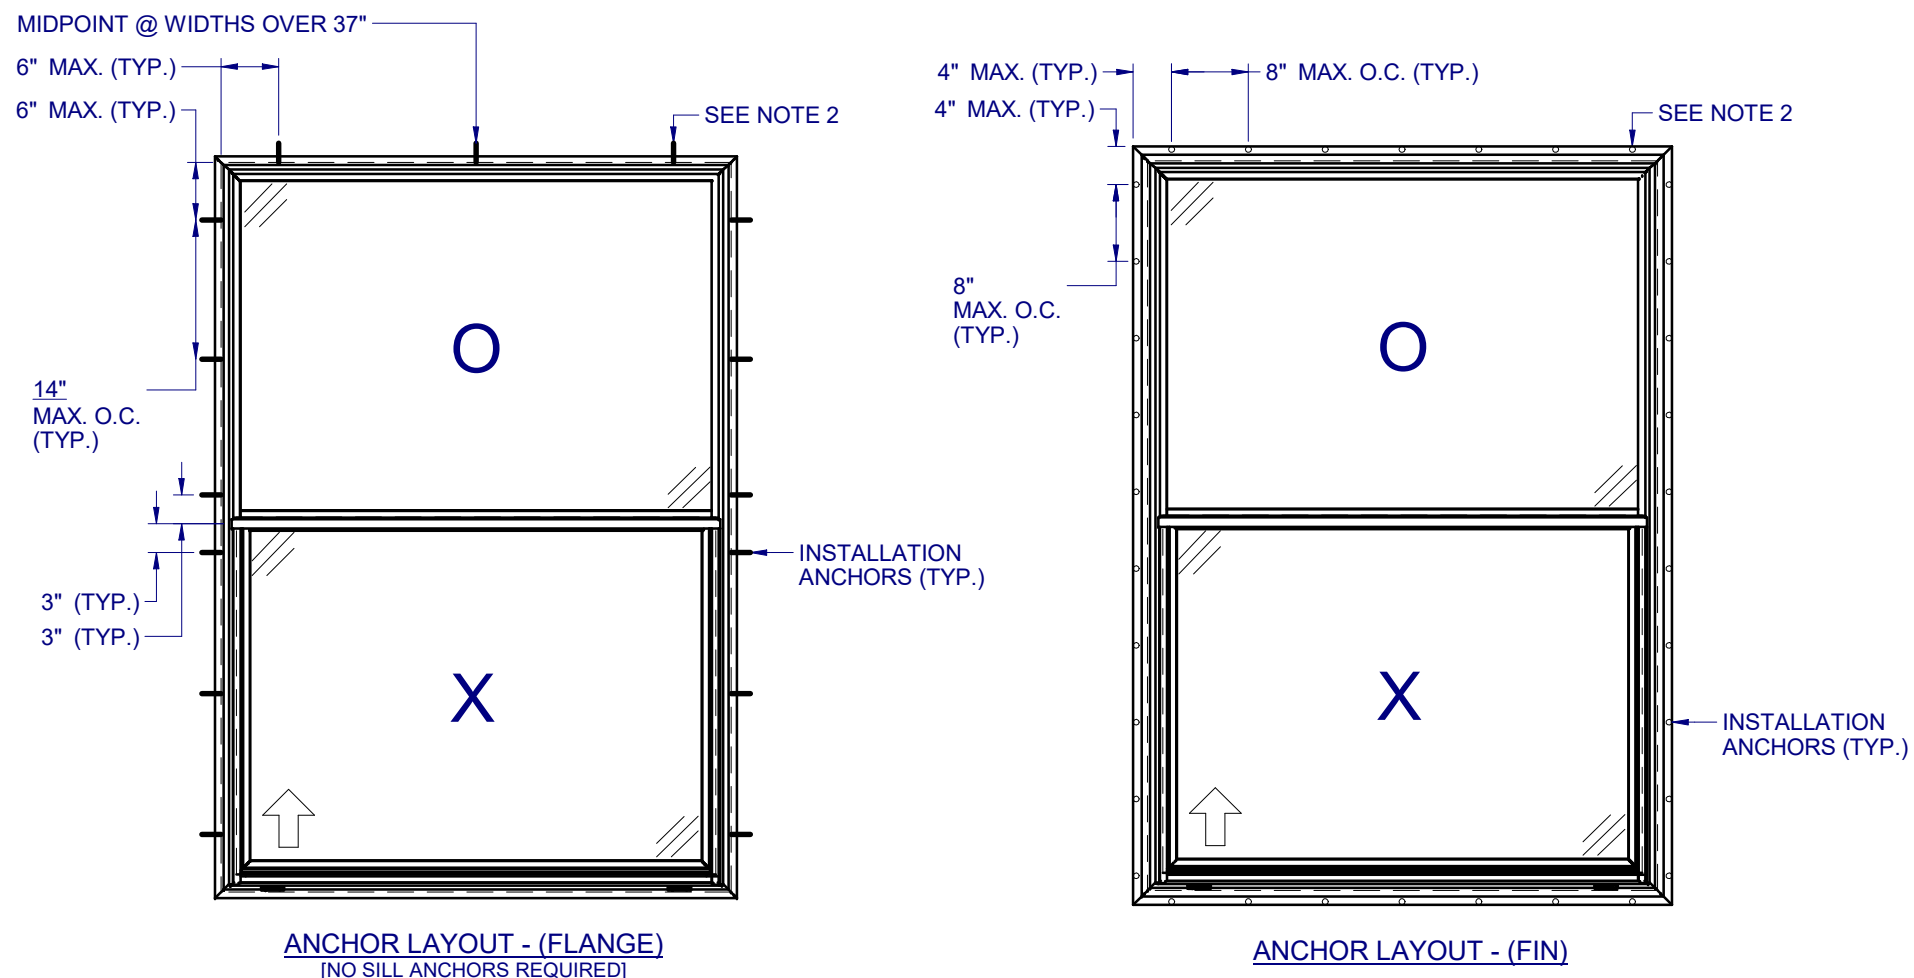 MIDPOINT @ WIDTHS OVER 37"
6" MAX. (TYP.)
6" MAX. (TYP.)
SEE NOTE 2
O
14"
MAX. O.C.
(TYP.)
INSTALLATION
ANCHORS (TYP.)
3" (TYP.)
3" (TYP.)
X
ANCHOR LAYOUT - (FLANGE)
[NO SILL ANCHORS REQUIRED]
4" MAX. (TYP.)
8" MAX. O.C. (TYP.)
4" MAX. (TYP.)
SEE NOTE 2
8"
MAX. O.C.
(TYP.)
O
X
INSTALLATION
ANCHORS (TYP.)
ANCHOR LAYOUT - (FIN)